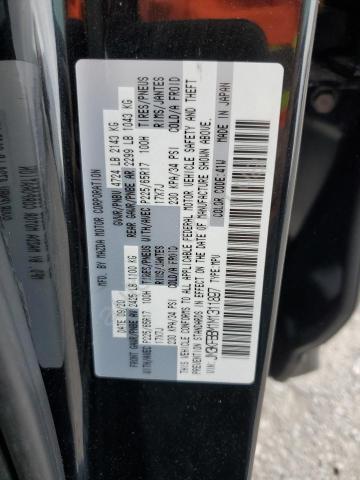 MFD BY: MAZDA MOTOR CORPORATION
DATE: 09/20 GVWR/PNBV 4724 LB 2143 KG
FRONT GAWR/PNBE AV 2425 LB 1100 KG REAR GAWR/PNBE AR 2299 LB 1043 KG
TIRES/PNEUS TIRES/PNEUS
WITH/AVEC P225/65R17 100H WITH/AVEC P225/65R17 100H
RIMS/JANTES RIMS/JANTES
17X7J 17X7J
COLD/A FROID COLD/A FROID
230 KPA/34 PSI 230 KPA/34 PSI
THIS VEHICLE CONFORMS TO ALL APPLICABLE FEDERAL MOTOR VEHICLE SAFETY AND THEFT PREVENTION STANDARDS IN EFFECT ON THE DATE OF MANUFACTURE SHOWN ABOVE.
TYPE:MPV COLOR CODE:41W
MADE IN JAPAN